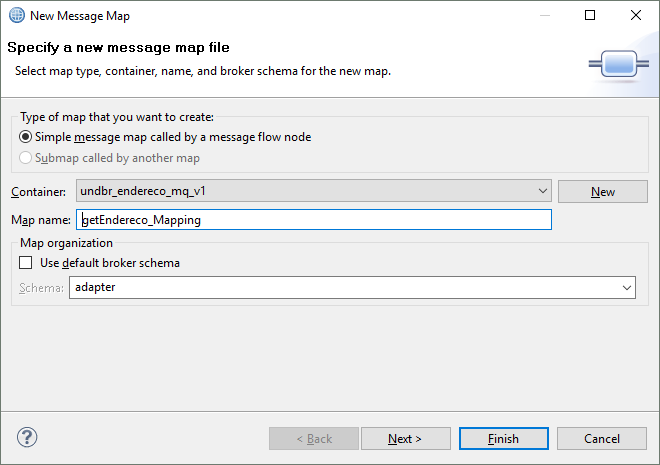 New Message Map
Specify a new message map file
Select map type, container, name, and broker schema for the new map.
Type of map that you want to create:
Simple message map called by a message flow node
Submap called by another map
Container: undbr_endereco_mq_v1 New
Map name: getEndereco_Mapping
Map organization
Use default broker schema
Schema: adapter
? < Back Next > Finish Cancel